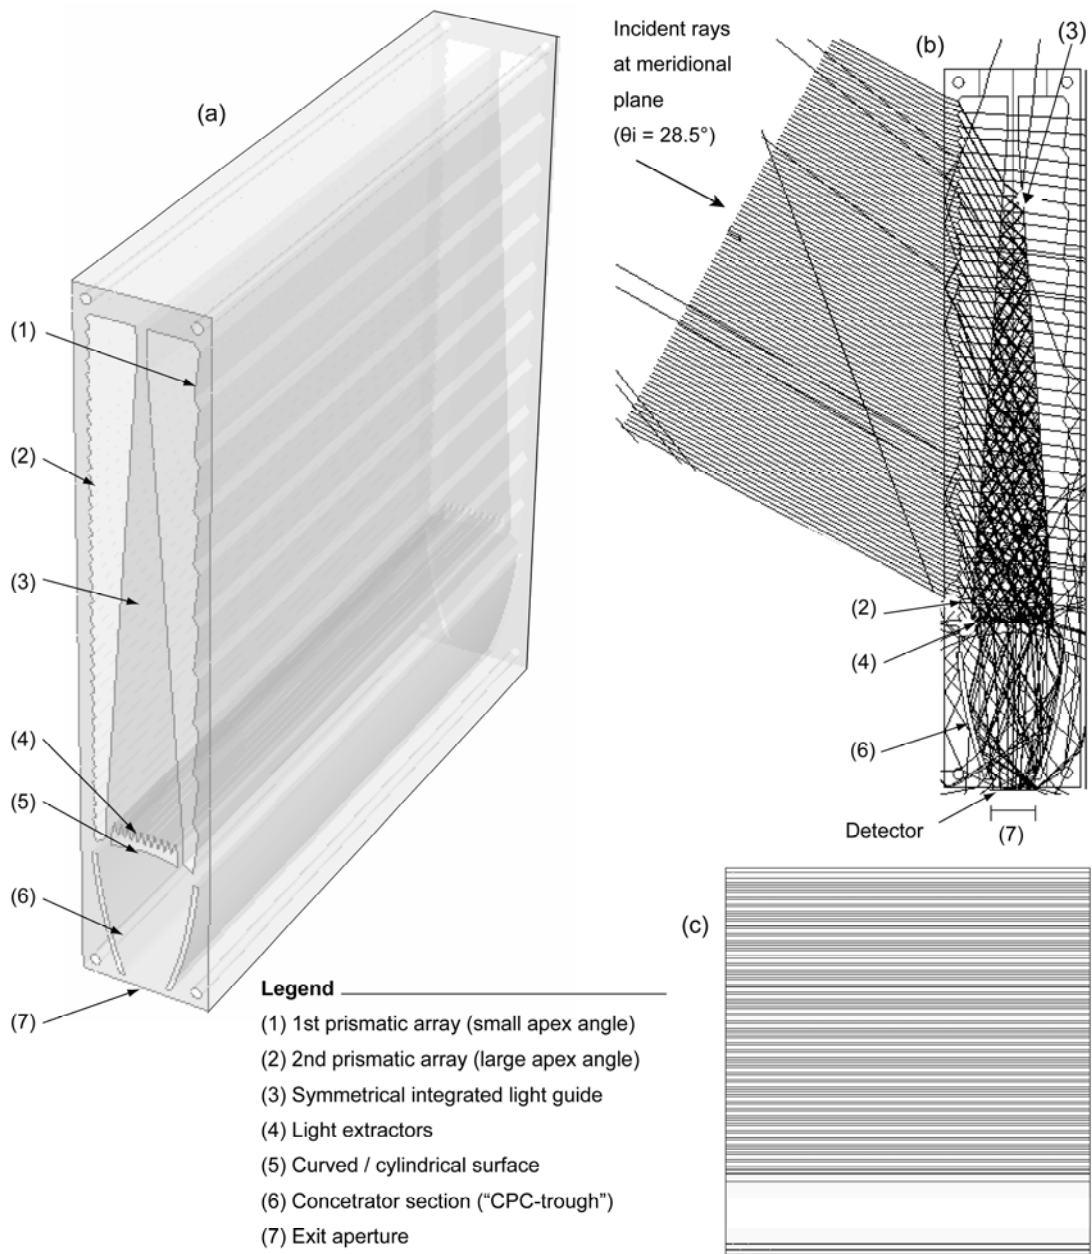 (a)
(1)
(2)
(3)
(4)
(5)
(6)
(7)
Incident rays
at meridional
plane
(θi = 28.5°)
(b)
(3)
(2)
(4)
(6)
Detector
(7)
(c)
Legend
(1) 1st prismatic array (small apex angle)
(2) 2nd prismatic array (large apex angle)
(3) Symmetrical integrated light guide
(4) Light extractors
(5) Curved / cylindrical surface
(6) Concetrator section (“CPC-trough”)
(7) Exit aperture